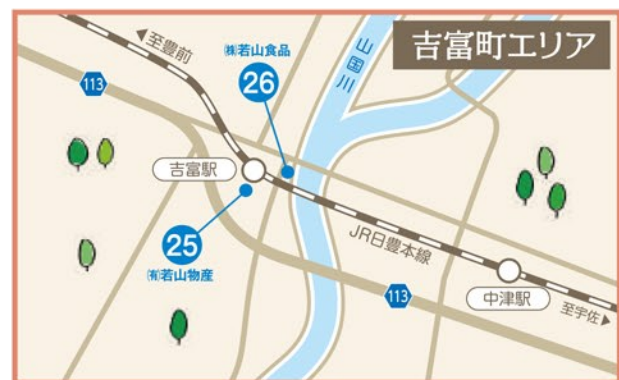 吉富町エリア
◀至豊前
113
㈱若山食品
26
山国川
吉富駅
25
㈲若山物産
JR日豊本線
113
中津駅
至宇佐▶